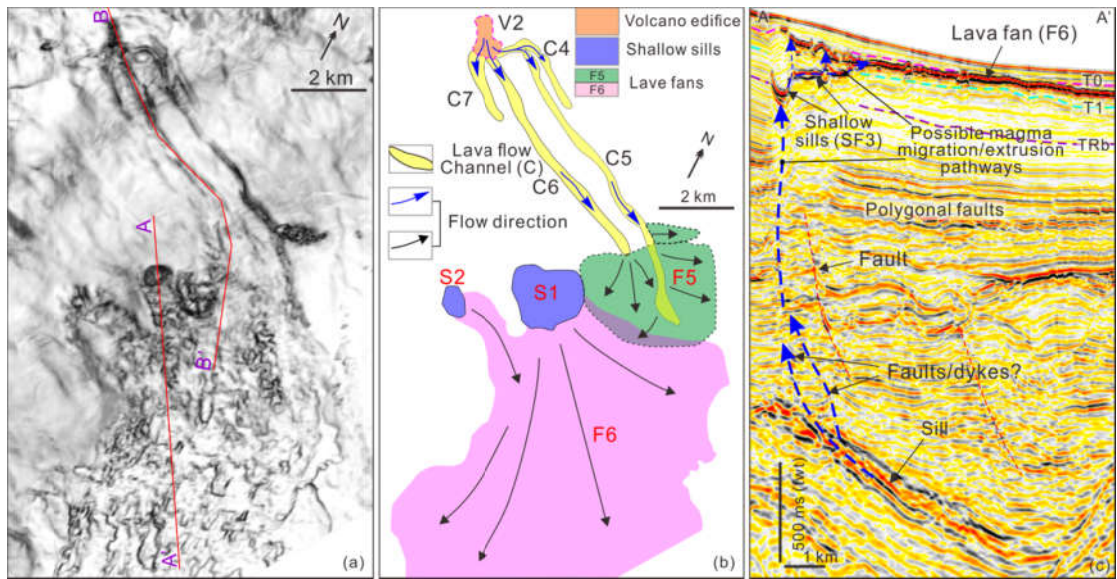 B
N
2 km
A
B'
A'
(a)
V2
C4
C7
C5
C6
Volcano edifice
Shallow sills
F5
F6
Lave fans
Lava flow
Channel (C)
Flow direction
N
2 km
S2
S1
F5
F6
(b)
A
A'
Lava fan (F6)
T0
T1
Shallow
sills (SF3)
Possible magma
migration/extrusion
pathways
TRb
Polygonal faults
Fault
Faults/dykes?
Sill
500 ms (twt)
1 km
(c)